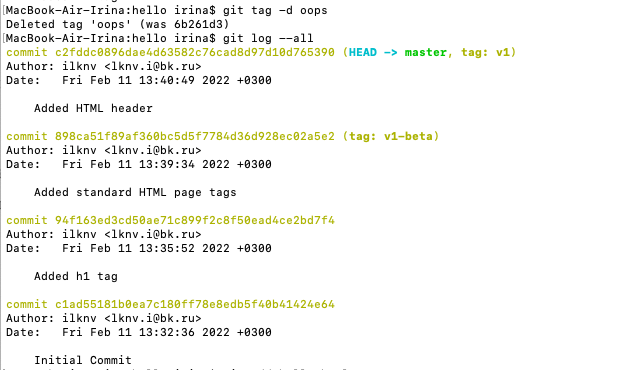 MacBook-Air-Irina:hello irina$ git tag -d oops
Deleted tag 'oops' (was 6b261d3)
MacBook-Air-Irina:hello irina$ git log --all
commit c2fddc0896dae4d63582c76cad8d97d10d765390 (HEAD -> master, tag: v1)
Author: ilknv <lknv.i@bk.ru>
Date:   Fri Feb 11 13:40:49 2022 +0300
Added HTML header
commit 898ca51f89af360bc5d5f7784d36d928ec02a5e2 (tag: v1-beta)
Author: ilknv <lknv.i@bk.ru>
Date:   Fri Feb 11 13:39:34 2022 +0300
Added standard HTML page tags
commit 94f163ed3cd50ae71c899f2c8f50ead4ce2bd7f4
Author: ilknv <lknv.i@bk.ru>
Date:   Fri Feb 11 13:35:52 2022 +0300
Added h1 tag
commit c1ad55181b0ea7c180ff78e8edb5f40b41424e64
Author: ilknv <lknv.i@bk.ru>
Date:   Fri Feb 11 13:32:36 2022 +0300
Initial Commit